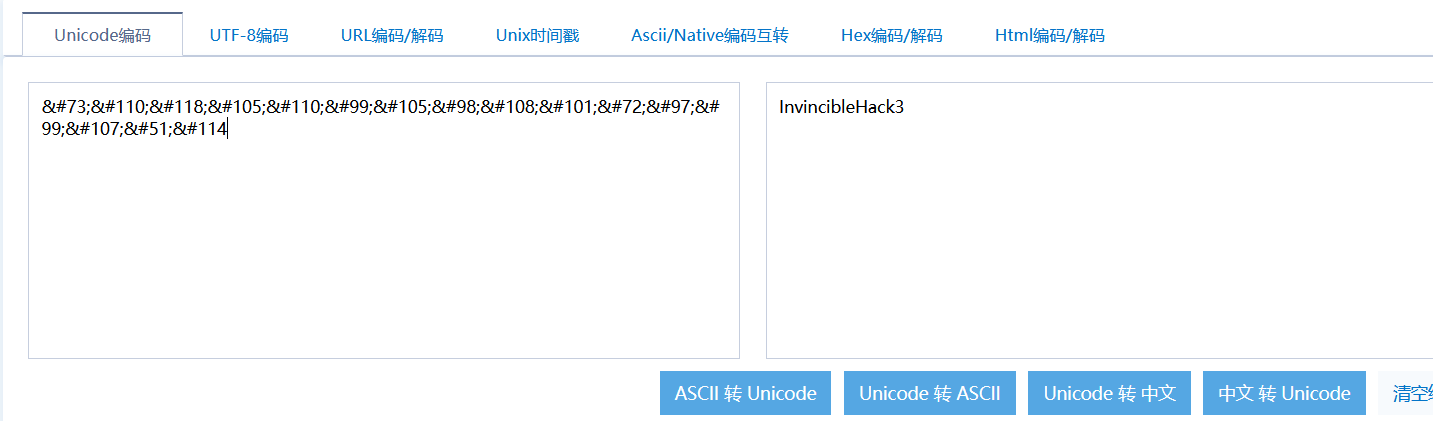 Unicode编码 UTF-8编码 URL编码/解码 Unix时间戳 Ascii/Native编码互转 Hex编码/解码 Html编码/解码
&#73;&#110;&#118;&#105;&#110;&#99;&#105;&#98;&#108;&#101;&#72;&#97;&#
99;&#107;&#51;&#114
InvincibleHack3
ASCII 转 Unicode Unicode 转 ASCII Unicode 转 中文 中文 转 Unicode 清空